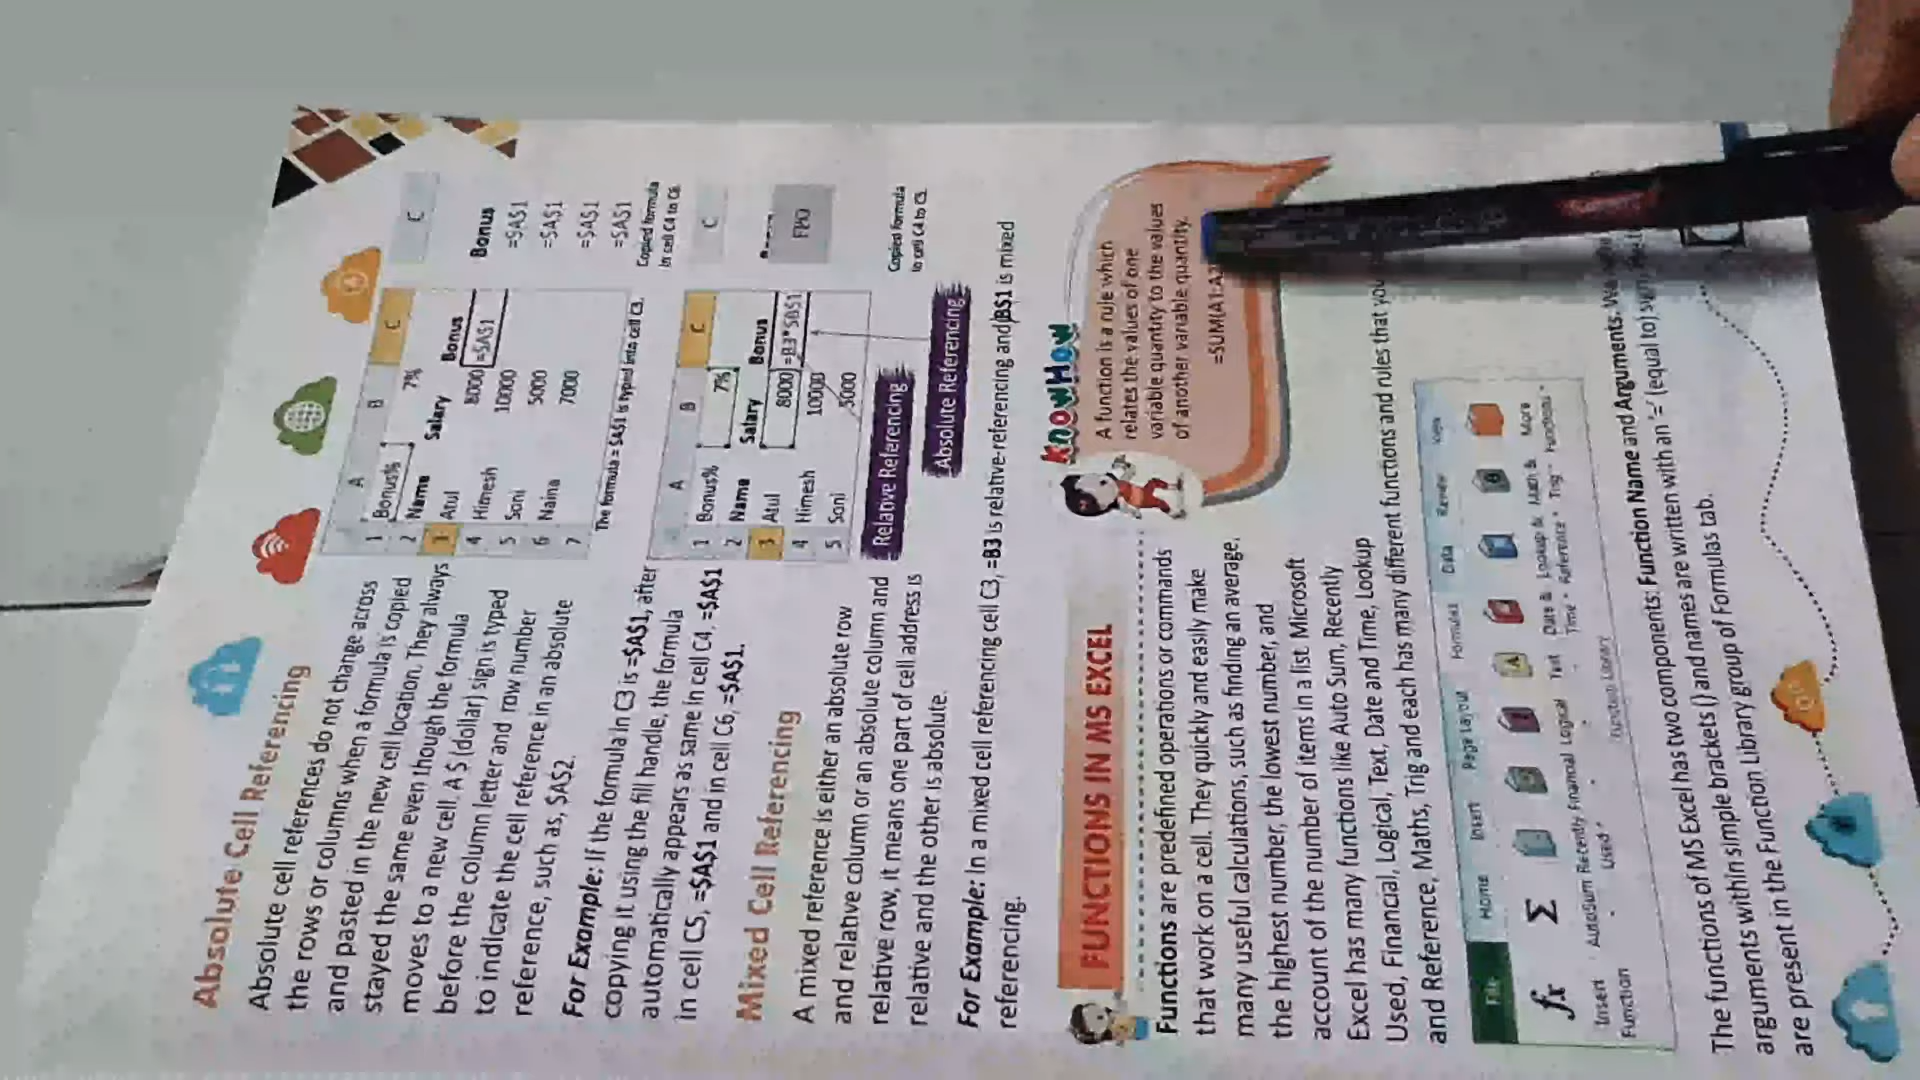 Absolute Cell Referencing
Absolute cell references do not change across
the rows or columns when a formula is copied
and pasted in the new cell location. They always
stayed the same even though the formula
moves to a new cell. A $ (dollar) sign is typed
before the column letter and row number
to indicate the cell reference in an absolute
reference, such as, $A$2.
For Example: If the formula in C3 is =$A$1, after
copying it using the fill handle, the formula
automatically appears as same in cell C4, =$A$1
in cell C5, =$A$1 and in cell C6, =$A$1.
A B C C
1 Bonus% 7%
2 Name Salary Bonus Bonus
3 Atul 8000 =$A$1 =$A$1
4 Himesh 10000 =$A$1
5 Soni 5000 =$A$1
6 Naina 7000 =$A$1
7
The formula = $A$1 is typed into cell C3.
Copied formula
in cell C4 to C6.
Mixed Cell Referencing
A mixed reference is either an absolute row
and relative column or an absolute column and
relative row, it means one part of cell address is
relative and the other is absolute.
A B C C
1 Bonus% 7%
2 Name Salary Bonus
3 Atul 8000 =B3*$B$1
4 Himesh 10000
5 Soni 5000
Relative Referencing
Absolute Referencing
Copied formula
to cell C4 to C5.
For Example: In a mixed cell referencing cell C3, =B3 is relative-referencing and B$1 is mixed
referencing.
FUNCTIONS IN MS EXCEL
Functions are predefined operations or commands
that work on a cell. They quickly and easily make
many useful calculations, such as finding an average,
the highest number, the lowest number, and
account of the number of items in a list. Microsoft
Excel has many functions like Auto Sum, Recently
Used, Financial, Logical, Text, Date and Time, Lookup
and Reference, Maths, Trig and each has many different functions and rules that you
KnowHow
A function is a rule which
relates the values of one
variable quantity to the values
of another variable quantity.
=SUM(A1:A
File Home Insert Page Layout Formulas Data Review View
fx Σ
Insert Function
AutoSum
Recently Used
Financial
Logical
Text
Date & Time
Lookup & Reference
Math & Trig
More Functions
Function Library
The functions of MS Excel has two components: Function Name and Arguments. We
arguments within simple brackets () and names are written with an '=' (equal to)
are present in the Function Library group of Formulas tab.